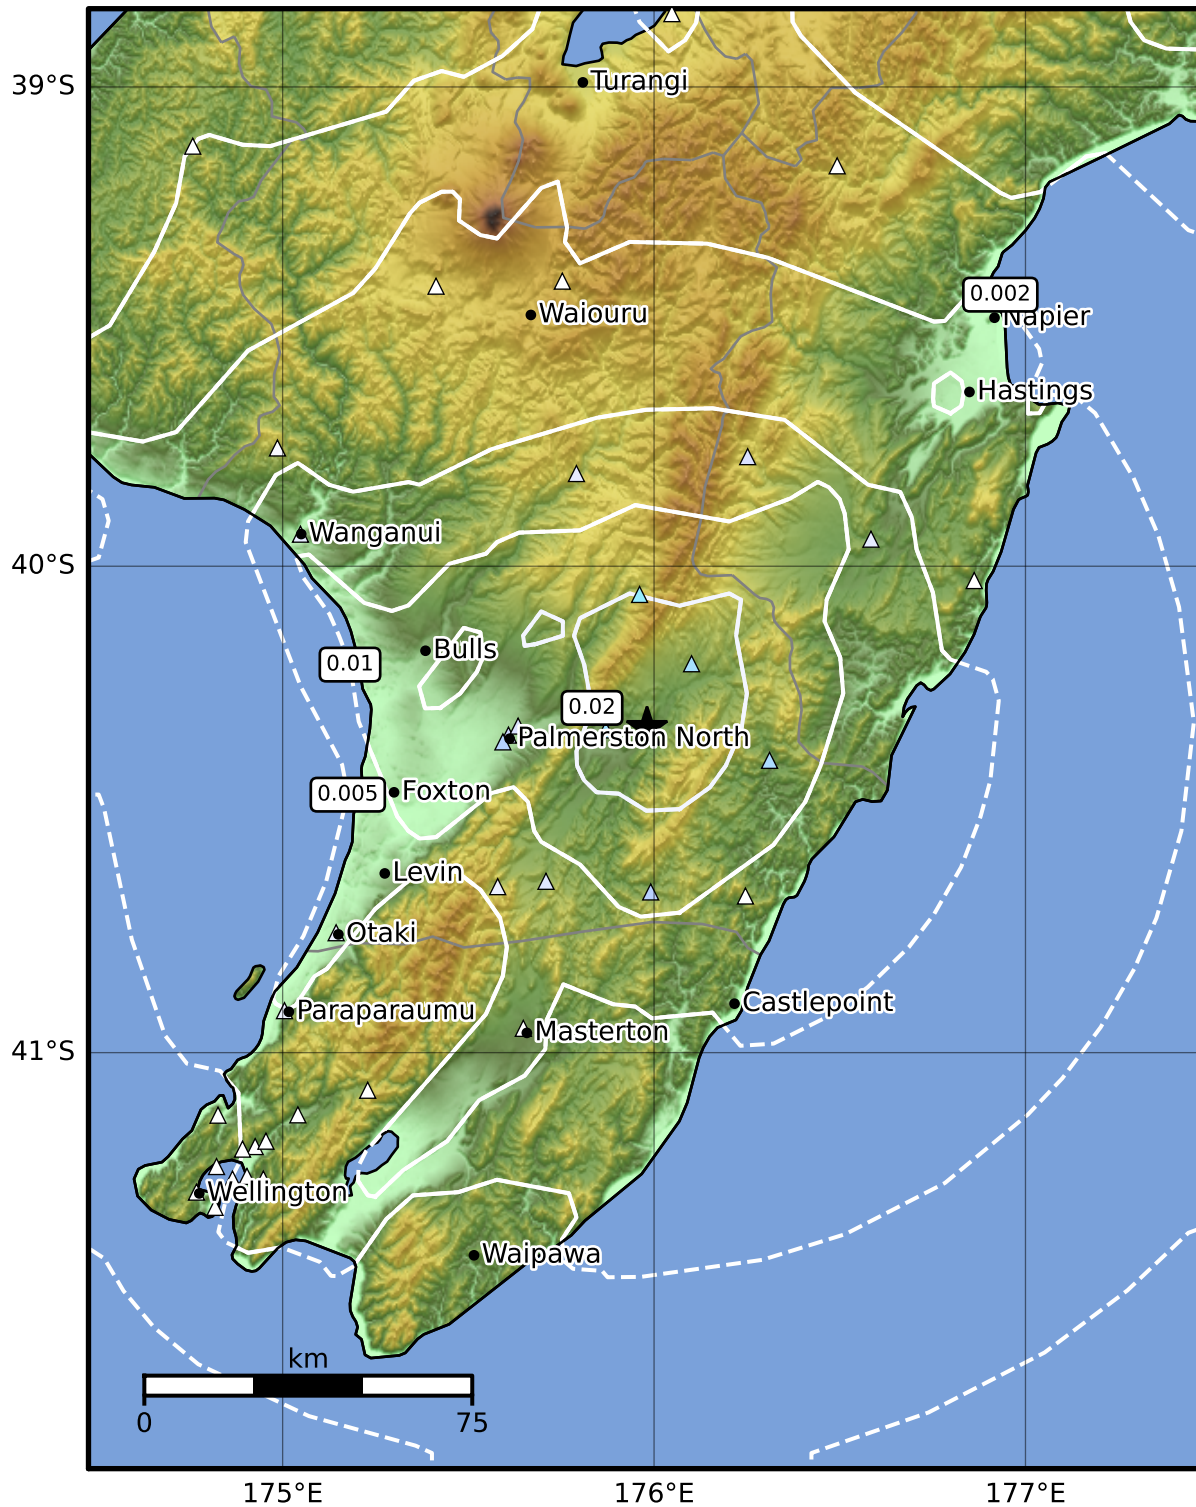 39°S
Turangi
Waiouru
0.002
Napier
Hastings
Wanganui
40°S
Bulls
0.01
0.02
Palmerston North
0.005
Foxton
Levin
Otaki
Castlepoint
Paraparaumu
Masterton
41°S
Wellington
Waipawa
km
0
75
175°E
176°E
177°E